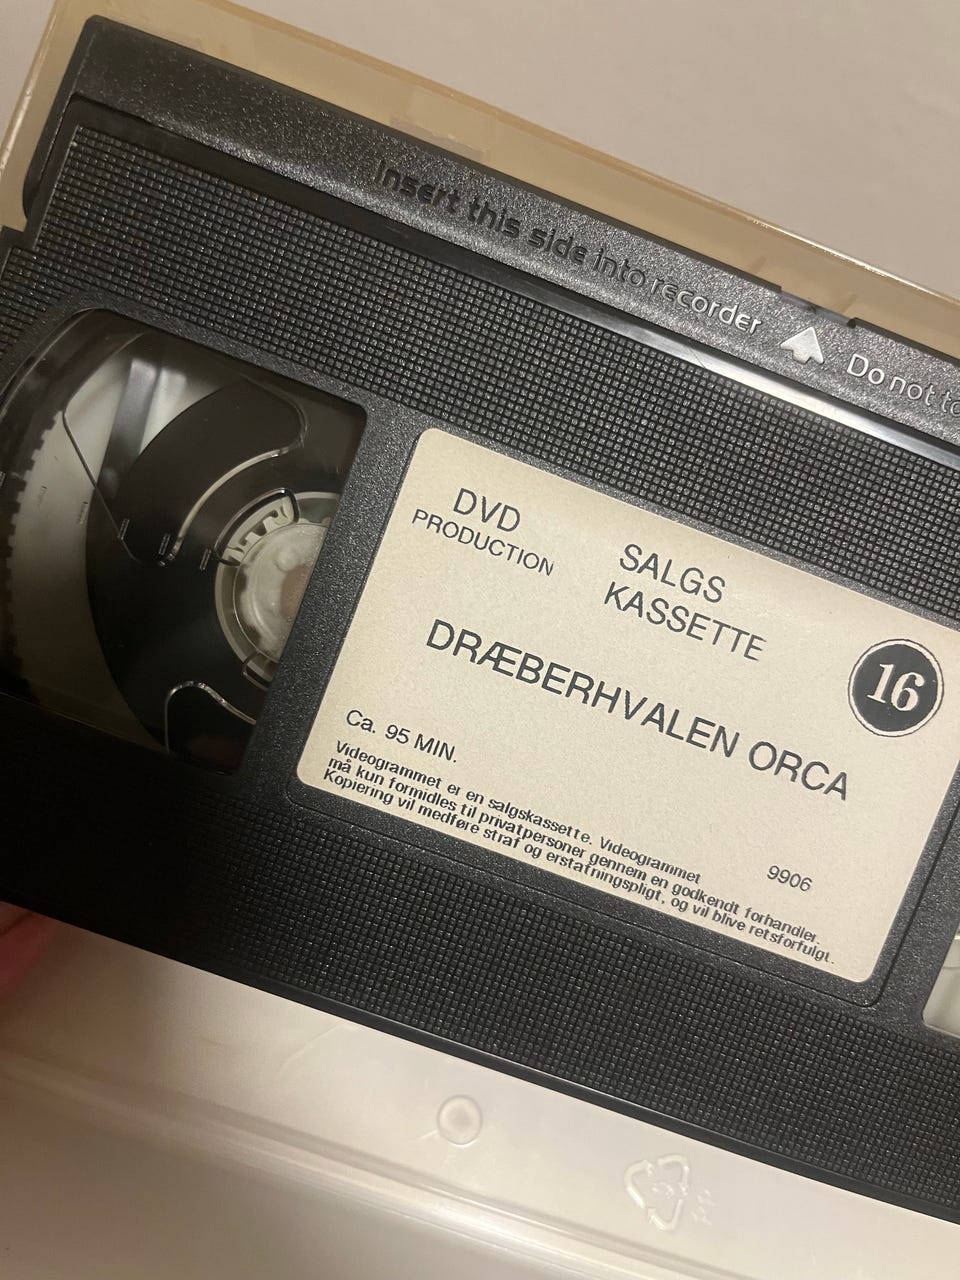 Insert this side into recorder
Do not to
DVD
PRODUCTION
SALGS
KASSETTE
DRÆBERHVALEN ORCA
16
Ca. 95 MIN.
Videogrammet er en salgskassette. Videogrammet
må kun formidles til privatpersoner gennem en godkendt forhandler.
Kopiering vil medføre straf og erstafningspligt, og vil blive retsforfulgt.
9906